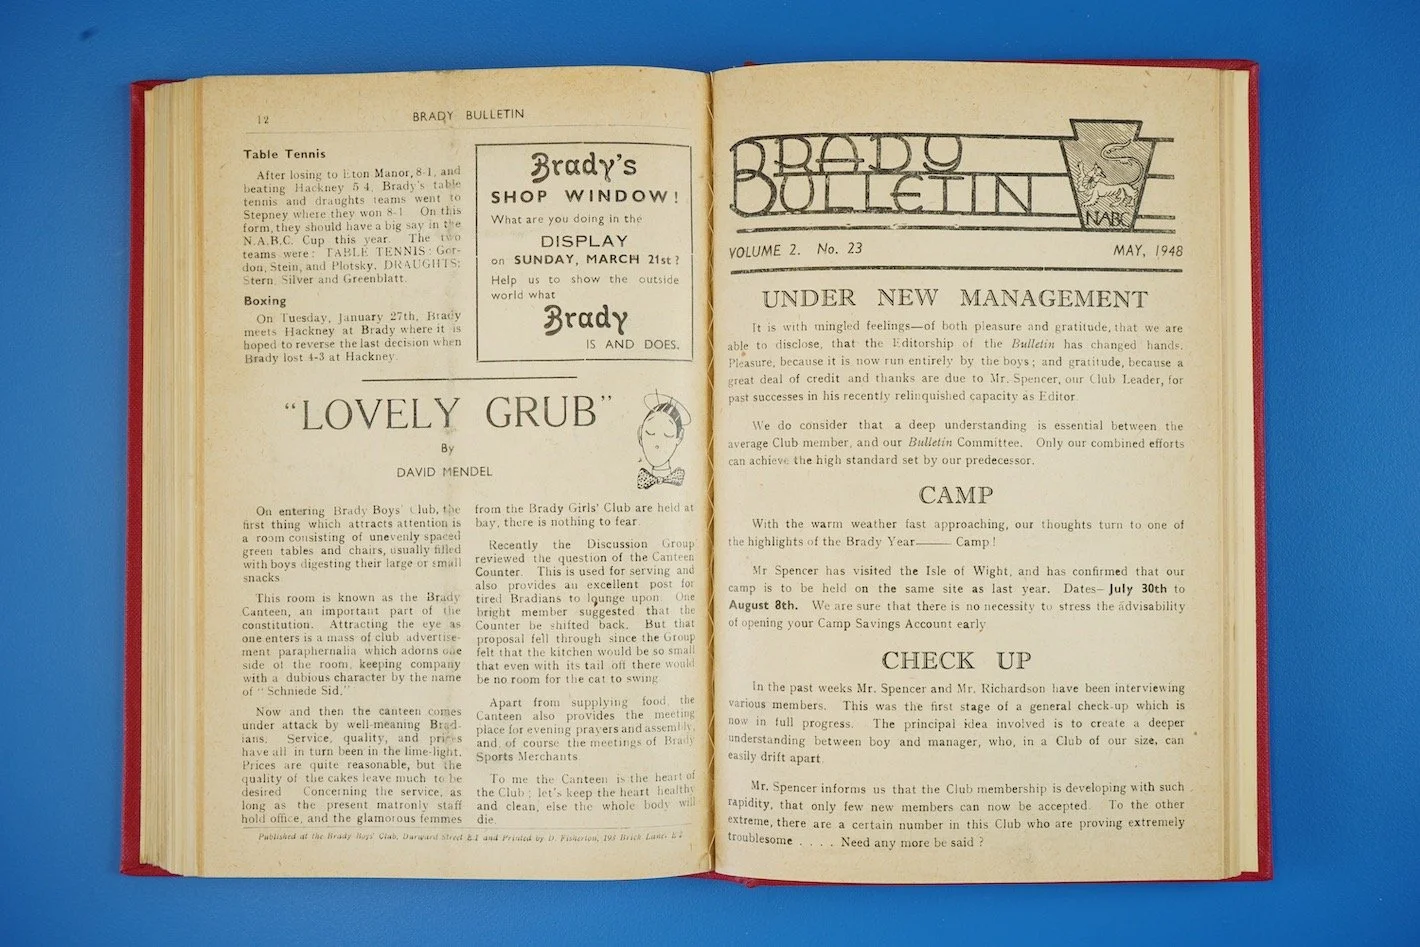 12
BRADY BULLETIN
Table Tennis
After losing to Eton Manor, 8-1, and
beating Hackney 5 4, Brady's table
tennis and draughts teams went to
Stepney where they won 8-1 On this
form, they should have a big say in the
N.A.B.C. Cup this year. The two
teams were: TABLE TENNIS: Gor-
don, Stein, and Plotsky. DRAUGHTS:
Stern, Silver and Greenblatt.
Boxing
On Tuesday, January 27th, Brady
meets Hackney at Brady where it is
hoped to reverse the last decision when
Brady lost 4-3 at Hackney.
Brady's
SHOP WINDOW!
What are you doing in the
DISPLAY
on SUNDAY, MARCH 21st?
Help us to show the outside
world what
Brady
IS AND DOES.
"LOVELY GRUB"
By
DAVID MENDEL
On entering Brady Boys' Club, the
first thing which attracts attention is
a room consisting of unevenly spaced
green tables and chairs, usually filled
with boys digesting their large or small
snacks
This room is known as the Brady
Canteen, an important part of the
constitution. Attracting the eye as
one enters is a mass of club advertise-
ment paraphernalia which adorns one
side of the room, keeping company
with a dubious character by the name
of "Schniede Sid."
Now and then the canteen comes
under attack by well-meaning Brad-
ians. Service, quality, and prices
have all in turn been in the lime-light.
Prices are quite reasonable, but the
quality of the cakes leave much to be
desired Concerning the service, as
long as the present matronly staff
hold office, and the glamorous femmes
from the Brady Girls' Club are held at
bay, there is nothing to fear.
Recently the Discussion Group
reviewed the question of the Canteen
Counter. This is used for serving and
also provides an excellent post for
tired Bradians to lounge upon. One
bright member suggested that the
Counter be shifted back. But that
proposal fell through since the Group
felt that the kitchen would be so small
that even with its tail off there would
be no room for the cat to swing
Apart from supplying food, the
Canteen also provides the meeting
place for evening prayers and assembly,
and, of course the meetings of Brady
Sports Merchants
To me the Canteen is the heart of
the Club; let's keep the heart healthy
and clean, else the whole body will
die.
Published at the Brady Boys' Club, Durward Street E.1 and Printed by D. Fisherton, 193 Brick Lane, E.2
BRADY
BULLETIN
NABC
VOLUME 2. No. 23
MAY, 1948
UNDER NEW MANAGEMENT
It is with mingled feelings—of both pleasure and gratitude, that we are
able to disclose, that the Editorship of the Bulletin has changed hands.
Pleasure, because it is now run entirely by the boys; and gratitude, because a
great deal of credit and thanks are due to Mr. Spencer, our Club Leader, for
past successes in his recently relinquished capacity as Editor
We do consider that a deep understanding is essential between the
average Club member, and our Bulletin Committee. Only our combined efforts
can achieve the high standard set by our predecessor.
CAMP
With the warm weather fast approaching, our thoughts turn to one of
the highlights of the Brady Year—— Camp!
Mr Spencer has visited the Isle of Wight, and has confirmed that our
camp is to be held on the same site as last year. Dates— July 30th to
August 8th. We are sure that there is no necessity to stress the advisability
of opening your Camp Savings Account early
CHECK UP
In the past weeks Mr. Spencer and Mr. Richardson have been interviewing
various members. This was the first stage of a general check-up which is
now in full progress. The principal idea involved is to create a deeper
understanding between boy and manager, who, in a Club of our size, can
easily drift apart.
Mr. Spencer informs us that the Club membership is developing with such
rapidity, that only few new members can now be accepted. To the other
extreme, there are a certain number in this Club who are proving extremely
troublesome .... Need any more be said?